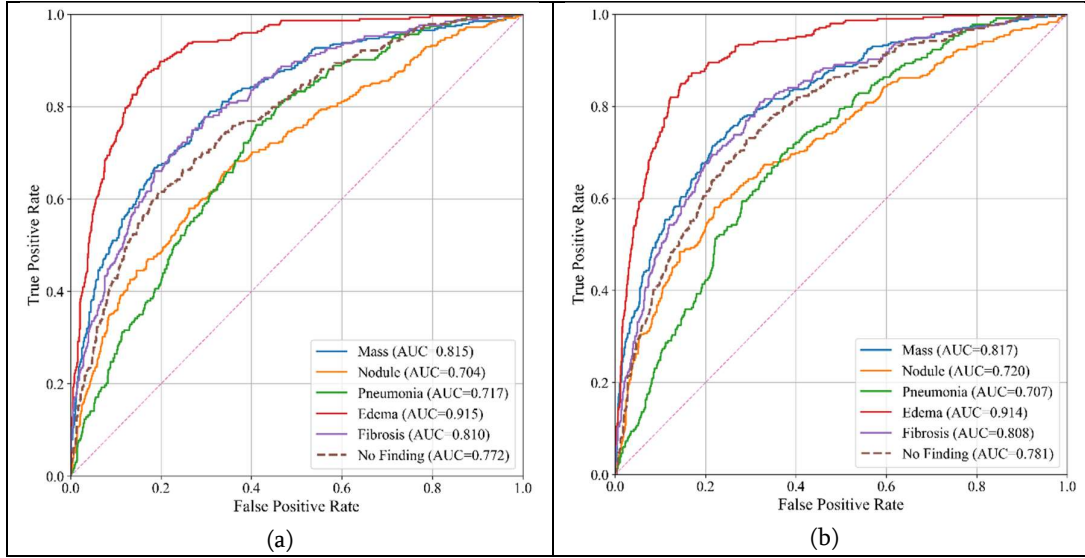 1.0
0.8
0.6
0.4
0.2
0.0
True Positive Rate
Mass (AUC=0.815)
Nodule (AUC=0.704)
Pneumonia (AUC=0.717)
Edema (AUC=0.915)
Fibrosis (AUC=0.810)
No Finding (AUC=0.772)
0.0 0.2 0.4 0.6 0.8 1.0
False Positive Rate
(a)
1.0
0.8
0.6
0.4
0.2
0.0
True Positive Rate
Mass (AUC=0.817)
Nodule (AUC=0.720)
Pneumonia (AUC=0.707)
Edema (AUC=0.914)
Fibrosis (AUC=0.808)
No Finding (AUC=0.781)
0.0 0.2 0.4 0.6 0.8 1.0
False Positive Rate
(b)